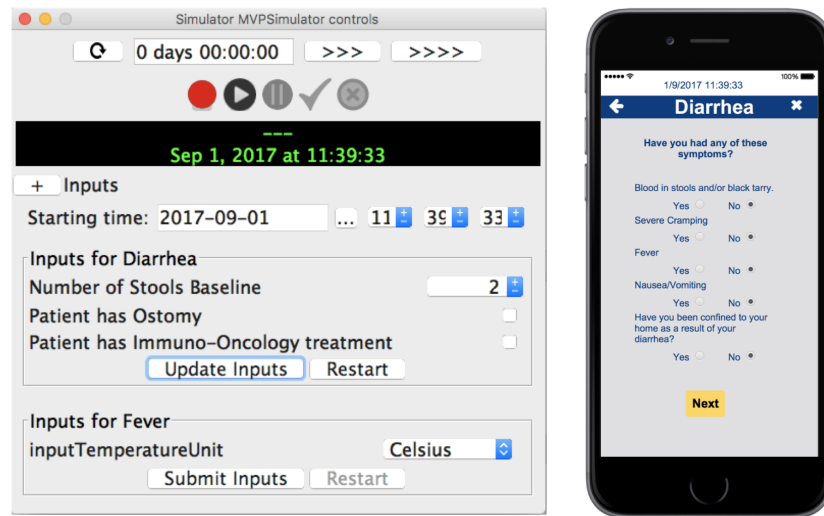 Simulator MVPSimulator controls
0 days 00:00:00 >>> >>>>
---
Sep 1, 2017 at 11:39:33
+ Inputs
Starting time: 2017-09-01 ... 11 39 33
Inputs for Diarrhea
Number of Stools Baseline 2
Patient has Ostomy
Patient has Immuno-Oncology treatment
Update Inputs Restart
Inputs for Fever
inputTemperatureUnit Celsius
Submit Inputs Restart
100%
1/9/2017 11:39:33
Diarrhea
Have you had any of these
symptoms?
Blood in stools and/or black tarry.
Yes No
Severe Cramping
Yes No
Fever
Yes No
Nausea/Vomiting
Yes No
Have you been confined to your
home as a result of your
diarrhea?
Yes No
Next